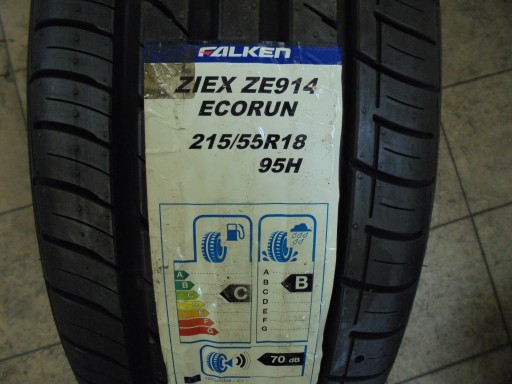 FALKEN
ZIEX ZE914
ECORUN
215/55R18
95H
A
B
C
D
E
F
G
C
A
B
C
D
E
F
G
B
70 dB